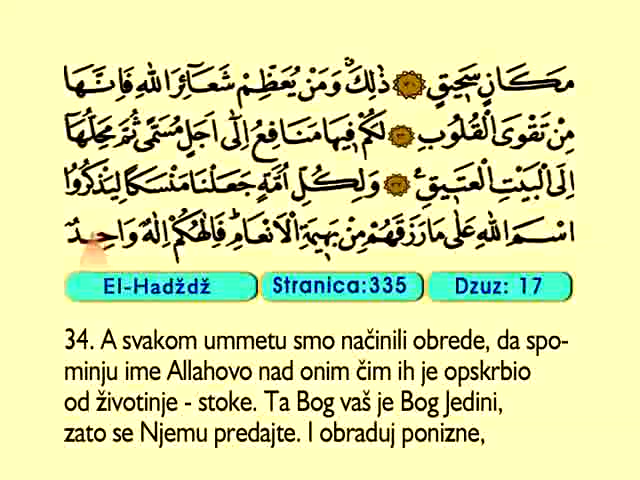 مَكَانٍ سَحِيقٍ ﴿٣١﴾ ذٰلِكَۗ وَمَنْ يُعَظِّمْ شَعَٓائِرَ اللّٰهِ فَاِنَّهَا
مِنْ تَقْوَى الْقُلُوبِ ﴿٣٢﴾ لَكُمْ فِيهَا مَنَافِعُ اِلٰٓى اَجَلٍ مُسَمًّى ثُمَّ مَحِلُّهَٓا
اِلَى الْبَيْتِ الْعَتِيقِ۟ ﴿٣٣﴾ وَلِكُلِّ اُمَّةٍ جَعَلْنَا مَنْسَكًا لِيَذْكُرُوا
اسْمَ اللّٰهِ عَلٰى مَا رَزَقَهُمْ مِنْ بَهِيمَةِ الْاَنْعَامِۜ فَاِلٰهُكُمْ اِلٰهٌ وَاحِدٌ
El-Hadždž Stranica:335 Dzuz: 17
34. A svakom ummetu smo načinili obrede, da spo-
minju ime Allahovo nad onim čim ih je opskrbio
od životinje - stoke. Ta Bog vaš je Bog Jedini,
zato se Njemu predajte. I obraduj ponizne,